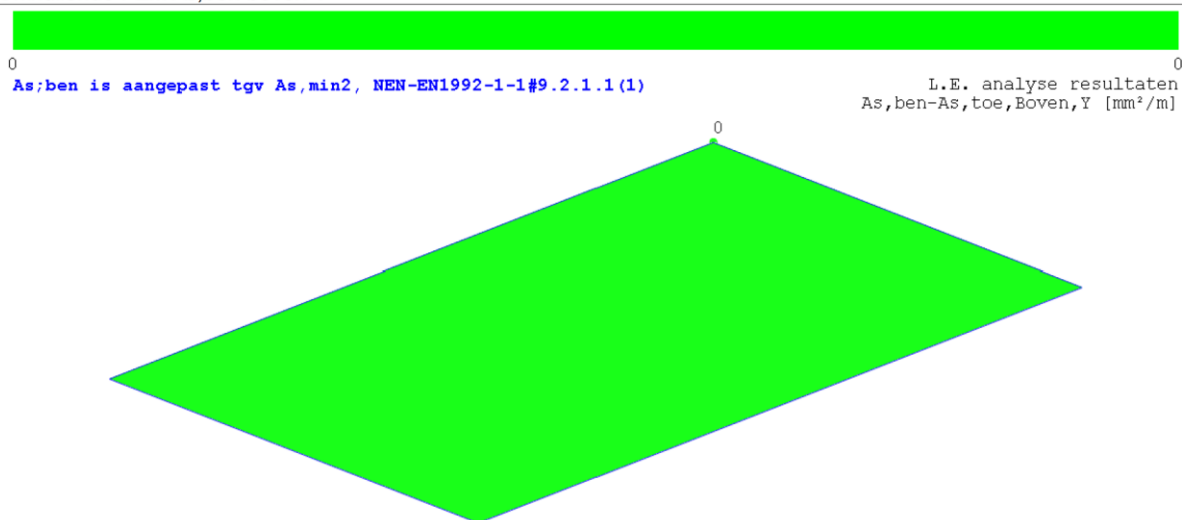 0
0
As;ben is aangepast tgv As,min2, NEN-EN1992-1-1#9.2.1.1(1)
L.E. analyse resultaten
As,ben-As,toe,Boven,Y [mm²/m]
0